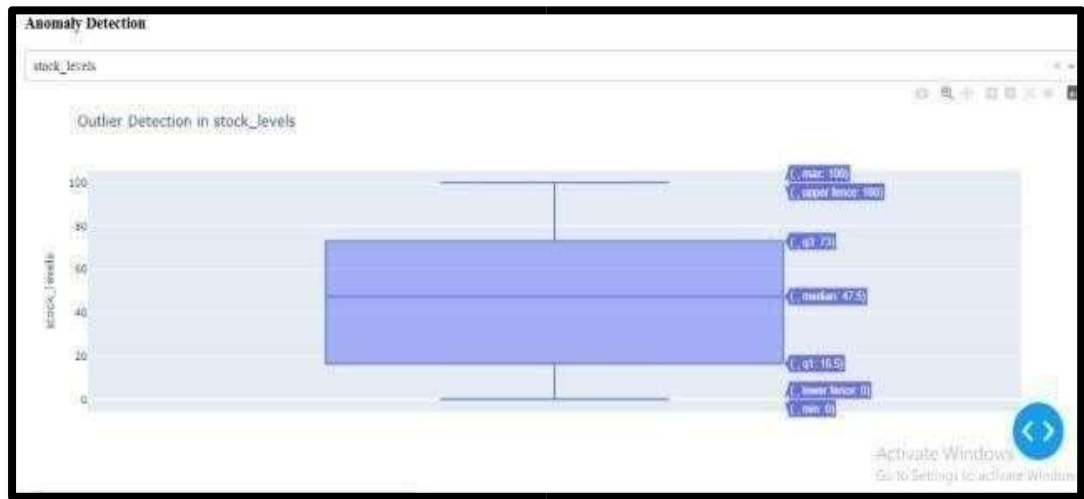 Anomaly Detection
stock_levels
Outlier Detection in stock_levels
(, max: 100)
100
(, upper fence: 100)
80
(, q3: 73)
60
stock_levels
(, median: 47.5)
40
20
(, q1: 16.5)
(, lower fence: 0)
0
(, min: 0)
Activate Windows
Go to Settings to activate Windows